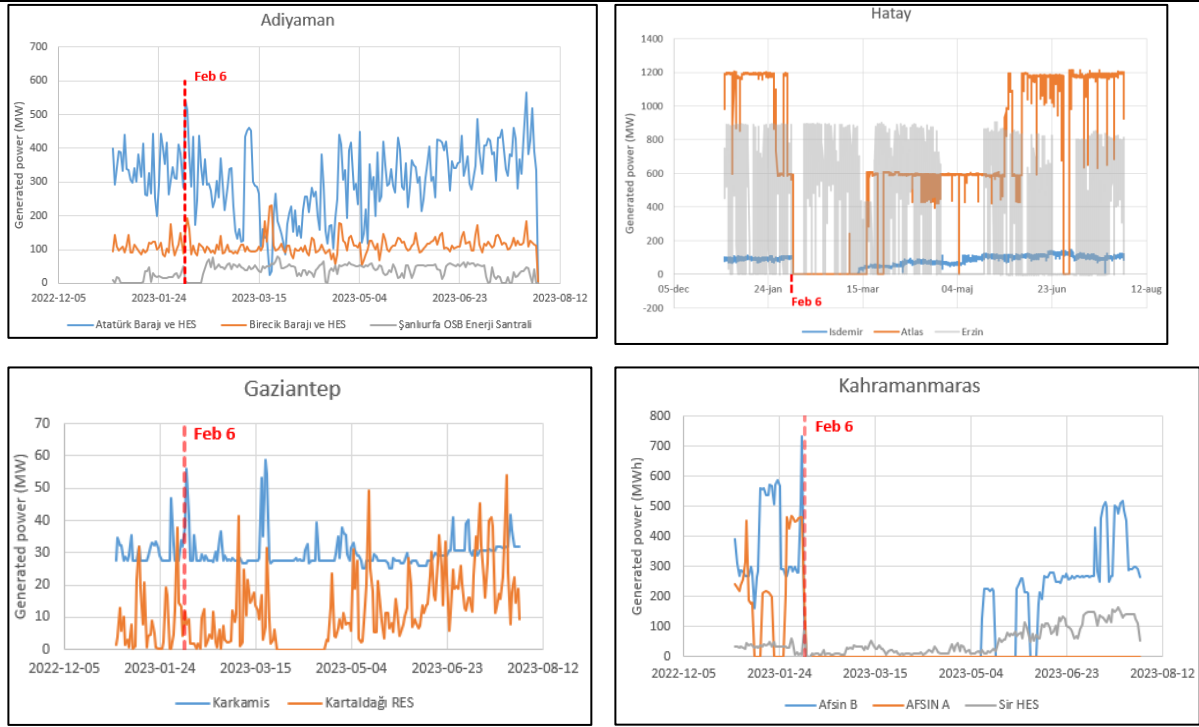 Adiyaman
Generated power (MW)
700
600
500
400
300
200
100
0
Feb 6
2022-12-05 2023-01-24 2023-03-15 2023-05-04 2023-06-23 2023-08-12
Atatürk Barajı ve HES Birecik Barajı ve HES Şanlıurfa OSB Enerji Santrali
Hatay
Generated power (MW)
1400
1200
1000
800
600
400
200
0
-200
05-dec 24-jan 15-mar 04-maj 23-jun 12-aug
Feb 6
Isdemir Atlas Erzin
Gaziantep
Generated power (MW)
70
60
50
40
30
20
10
0
Feb 6
2022-12-05 2023-01-24 2023-03-15 2023-05-04 2023-06-23 2023-08-12
Karkamis Kartaldağı RES
Kahramanmaras
Generated power (MWh)
800
700
600
500
400
300
200
100
0
Feb 6
2022-12-05 2023-01-24 2023-03-15 2023-05-04 2023-06-23 2023-08-12
Afsin B AFSIN A Sir HES